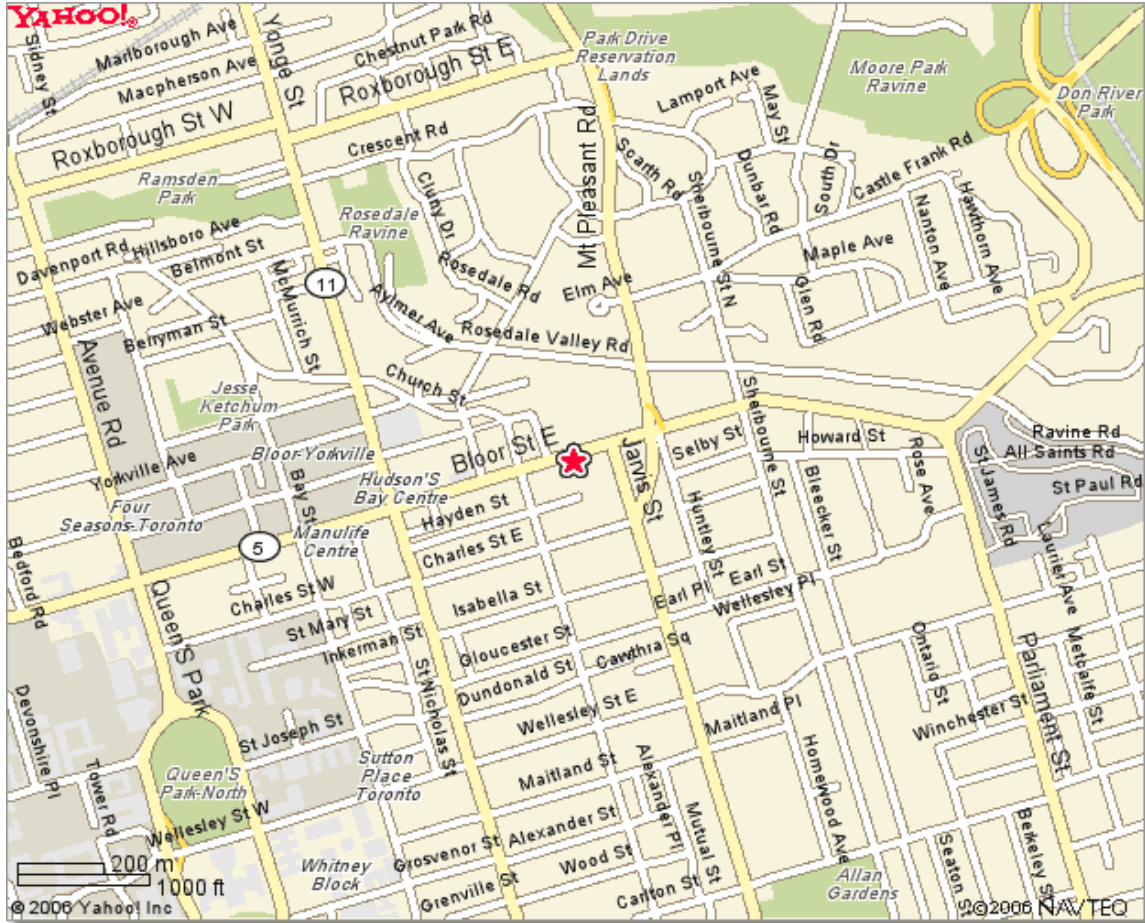 YAHOO!®
Sidney St
Marlborough Ave
Macpherson Ave
Yonge St
Chestnut Park Rd
Roxborough St E
Roxborough St W
Crescent Rd
Park Drive
Reservation
Lands
Mt Pleasant Rd
Lamport Ave
May St
Moore Park
Ravine
Don River
Park
Scarth Rd
Sherbourne St N
Dunbar Rd
South Dr
Castle Frank Rd
Hawthorn Ave
Nanton Ave
Maple Ave
Glen Rd
Ramsden
Park
Rosedale
Ravine
Cluny Dr
Rosedale Rd
Elm Ave
Davenport Rd
Hillsboro Ave
Belmont St
McMurrich St
11
Aylmer Ave
Rosedale Valley Rd
Webster Ave
Berryman St
Avenue Rd
Jesse
Ketchum
Park
Church St
Bloor St E
Bloor-Yorkville
Yorkville Ave
Hudson'S
Bay Centre
Bay St
Four
Seasons-Toronto
Manulife
Centre
5
Hayden St
Charles St E
Jarvis St
Selby St
Sherbourne St
Howard St
Bleecker St
Rose Ave
Ravine Rd
All Saints Rd
St Paul Rd
St James Rd
Laurier Ave
Metcalfe St
Bedford Rd
Queen'S Park
Charles St W
St Mary St
Inkerman St
St Nicholas St
Isabella St
Gloucester St
Dundonald St
Cawthra Sq
Huntley St
Earl St
Earl Pl
Wellesley Pl
Ontario St
Winchester St
Parliament St
Devonshire Pl
Tower Rd
St Joseph St
Queen'S
Park-North
Wellesley St W
Sutton
Place
Toronto
Wellesley St E
Maitland St
Maitland Pl
Alexander St
Alexander Pl
Mutual St
Homewood Ave
Grosvenor St
Wood St
Grenville St
Carlton St
Whitney
Block
Allan
Gardens
Seaton St
Berkeley St
200 m
1000 ft
© 2006 Yahoo! Inc
©2006 NAVTEQ